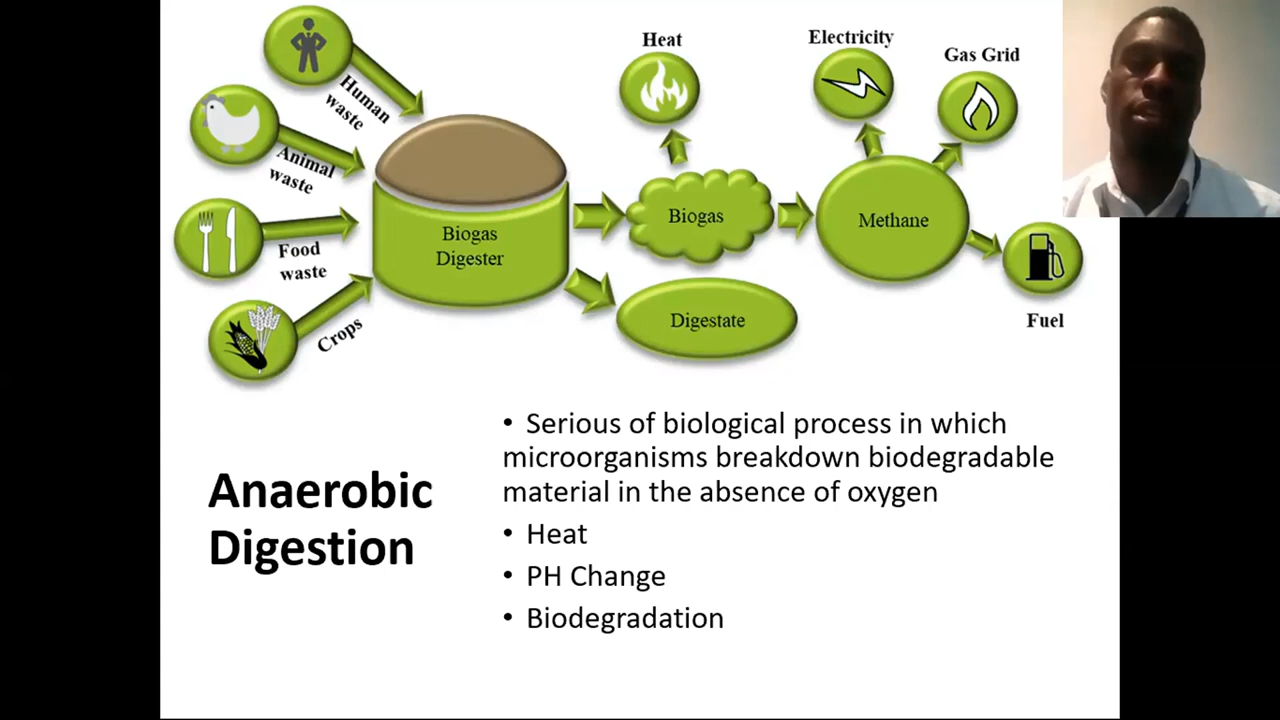 Human
waste
Animal
waste
Food
waste
Crops
Biogas
Digester
Heat
Biogas
Digestate
Electricity
Gas Grid
Methane
Fuel
Anaerobic
Digestion
• Serious of biological process in which
microorganisms breakdown biodegradable
material in the absence of oxygen
• Heat
• PH Change
• Biodegradation